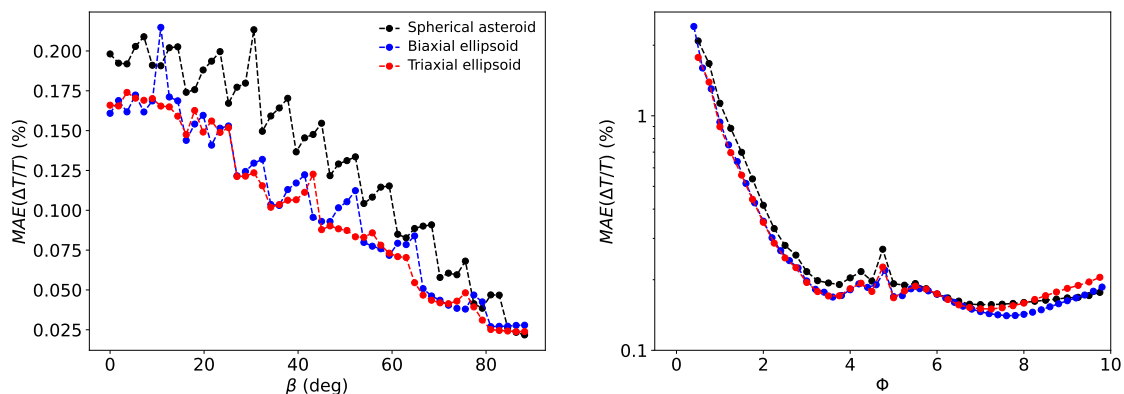 MAE(ΔT/T) (%)
0.200
0.175
0.150
0.125
0.100
0.075
0.050
0.025
0 20 40 60 80
β (deg)
Spherical asteroid
Biaxial ellipsoid
Triaxial ellipsoid
MAE(ΔT/T) (%)
1
0.1
0 2 4 6 8 10
Φ